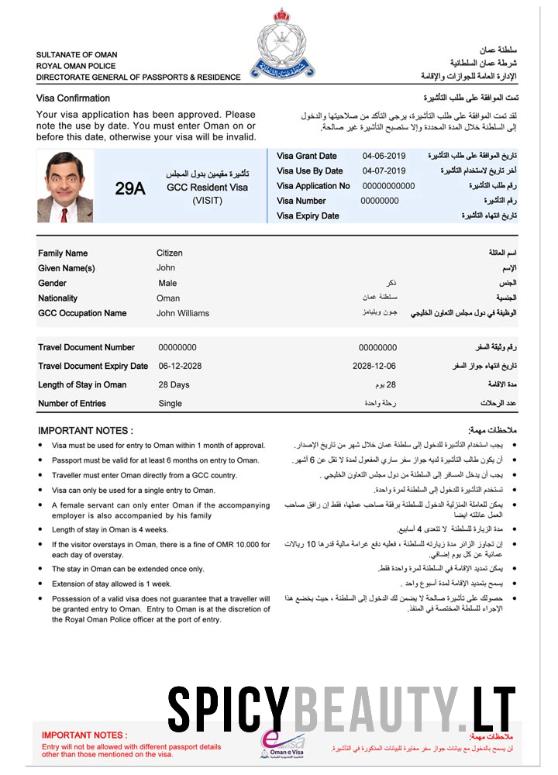 SULTANATE OF OMAN
ROYAL OMAN POLICE
DIRECTORATE GENERAL OF PASSPORTS & RESIDENCE
سلطنة عمان
شرطة عمان السلطانية
الإدارة العامة للجوازات والإقامة
Visa Confirmation
تمت الموافقة على طلب التأشيرة
Your visa application has been approved. Please
note the use by date. You must enter Oman on or
before this date, otherwise your visa will be invalid.
لقد تمت الموافقة على طلب التأشيرة، يرجى التأكد من صلاحيتها والدخول
إلى السلطنة خلال المدة المحددة وإلا ستصبح التأشيرة غير صالحة.
29A
تأشيرة مقيمين بدول المجلس
GCC Resident Visa
(VISIT)
Visa Grant Date 04-06-2019 تاريخ الموافقة على طلب التأشيرة
Visa Use By Date 04-07-2019 آخر تاريخ لاستخدام التأشيرة
Visa Application No 00000000000 رقم طلب التأشيرة
Visa Number 00000000 رقم التأشيرة
Visa Expiry Date تاريخ انتهاء التأشيرة
Family Name Citizen اسم العائلة
Given Name(s) John الإسم
Gender Male ذكر الجنس
Nationality Oman سلطنة عمان الجنسية
GCC Occupation Name John Williams جون ويليامز الوظيفة في دول مجلس التعاون الخليجي
Travel Document Number 00000000 00000000 رقم وثيقة السفر
Travel Document Expiry Date 06-12-2028 2028-12-06 تاريخ انتهاء جواز السفر
Length of Stay in Oman 28 Days 28 يوم مدة الاقامة
Number of Entries Single رحلة واحدة عدد الرحلات
IMPORTANT NOTES :
• Visa must be used for entry to Oman within 1 month of approval.
• Passport must be valid for at least 6 months on entry to Oman.
• Traveller must enter Oman directly from a GCC country.
• Visa can only be used for a single entry to Oman.
• A female servant can only enter Oman if the accompanying
employer is also accompanied by his family
• Length of stay in Oman is 4 weeks.
• If the visitor overstays in Oman, there is a fine of OMR 10.000 for
each day of overstay.
• The stay in Oman can be extended once only.
• Extension of stay allowed is 1 week.
• Possession of a valid visa does not guarantee that a traveller will
be granted entry to Oman. Entry to Oman is at the discretion of
the Royal Oman Police officer at the port of entry.
ملاحظات مهمة:
• يجب استخدام التأشيرة للدخول إلى سلطنة عمان خلال شهر من تاريخ الإصدار.
• أن يكون طالب التأشيرة لديه جواز سفر ساري المفعول لمدة لا تقل عن 6 أشهر.
• يجب أن يدخل المسافر إلى السلطنة من دول مجلس التعاون الخليجي .
• تستخدم التأشيرة للدخول إلى السلطنة لمرة واحدة.
• يمكن للعاملة المنزلية الدخول للسلطنة برفقة صاحب عملها، فقط إن رافق صاحب
العمل عائلته ايضا
• مدة الزيارة للسلطنة لا تتعدى 4 أسابيع.
• إن تجاوز الزائر مدة زيارته للسلطنة ، فعليه دفع غرامة مالية قدرها 10 ريالات
عمانية عن كل يوم إضافي.
• يمكن تمديد الإقامة في السلطنة لمرة واحدة فقط.
• يسمح بتمديد الإقامة لمدة أسبوع واحد .
• حصولك على تأشيرة صالحة لا يضمن لك الدخول إلى السلطنة ، حيث يخضع هذا
الإجراء للسلطة المختصة في المنفذ.
SPICYBEAUTY.LT
IMPORTANT NOTES :
Entry will not be allowed with different passport details
other than those mentioned on the visa.
Oman e Visa
ملاحظات مهمة:
لن يسمح بالدخول مع بيانات جواز سفر مغايرة للبيانات المذكورة في التأشيرة.